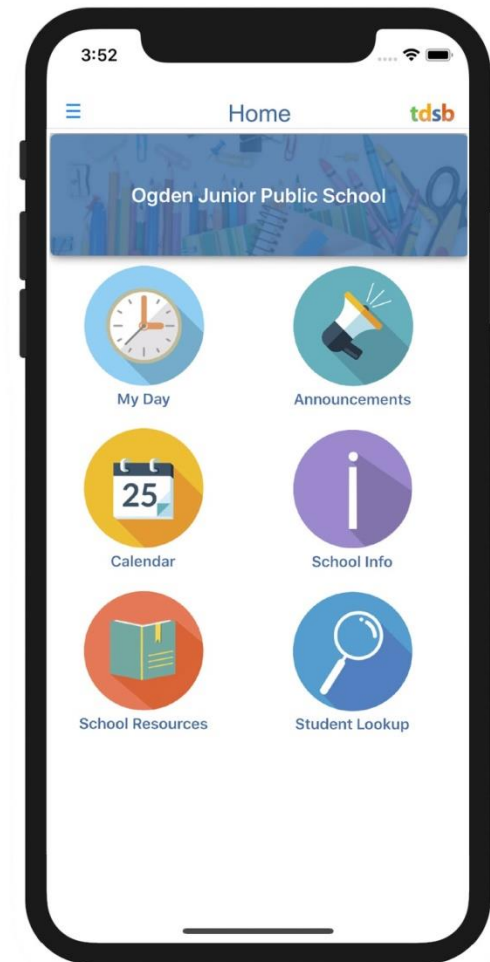 3:52
☰ Home tdsb
Ogden Junior Public School
My Day Announcements
25
Calendar School Info
School Resources Student Lookup